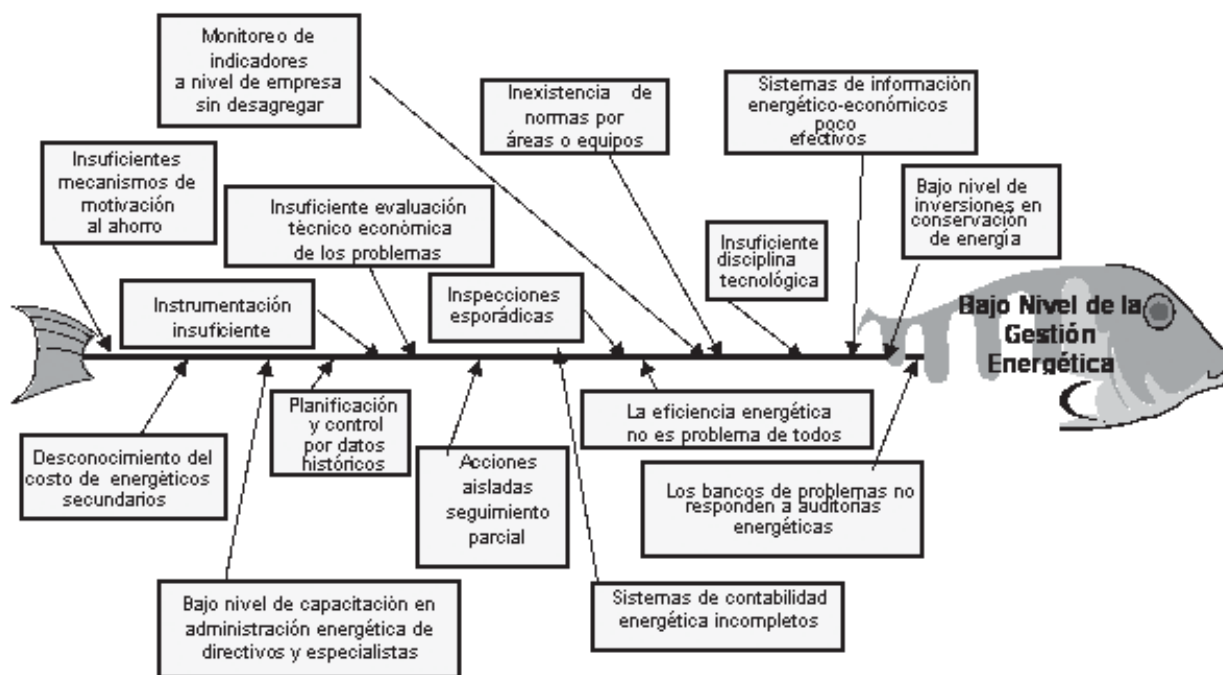 Monitoreo de
indicadores
a nivel de empresa
sin desagregar
Inexistencia de
normas por
áreas o equipos
Sistemas de información
energético-económicos
poco
efectivos
Insuficientes
mecanismos de
motivación
al ahorro
Insuficiente evaluación
técnico económica
de los problemas
Bajo nivel de
inversiones en
conservación
de energía
Insuficiente
disciplina
tecnológica
Instrumentación
insuficiente
Inspecciones
esporádicas
Bajo Nivel de la
Gestión
Energética
Desconocimiento del
costo de energéticos
secundarios
Planificación
y control
por datos
históricos
Acciones
aisladas
seguimiento
parcial
La eficiencia energética
no es problema de todos
Los bancos de problemas no
responden a auditorias
energéticas
Bajo nivel de capacitación en
administración energética de
directivos y especialistas
Sistemas de contabilidad
energética incompletos